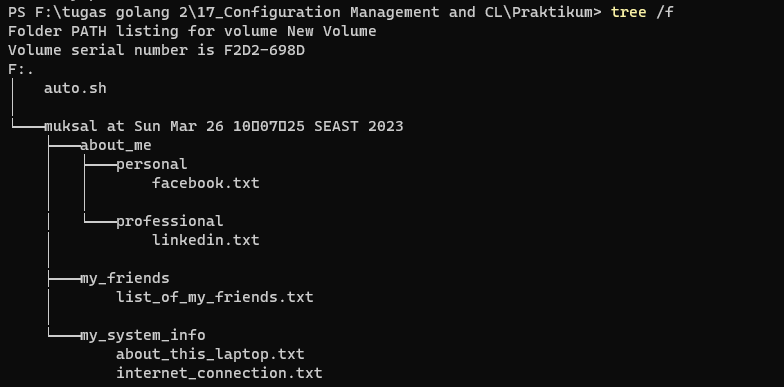 PS F:\tugas golang 2\17_Configuration Management and CL\Praktikum> tree /f
Folder PATH listing for volume New Volume
Volume serial number is F2D2-698D
F:.
│   auto.sh
│
└───muksal at Sun Mar 26 10▯07▯25 SEAST 2023
    ├───about_me
    │   ├───personal
    │   │       facebook.txt
    │   │
    │   └───professional
    │           linkedin.txt
    │
    ├───my_friends
    │       list_of_my_friends.txt
    │
    └───my_system_info
            about_this_laptop.txt
            internet_connection.txt